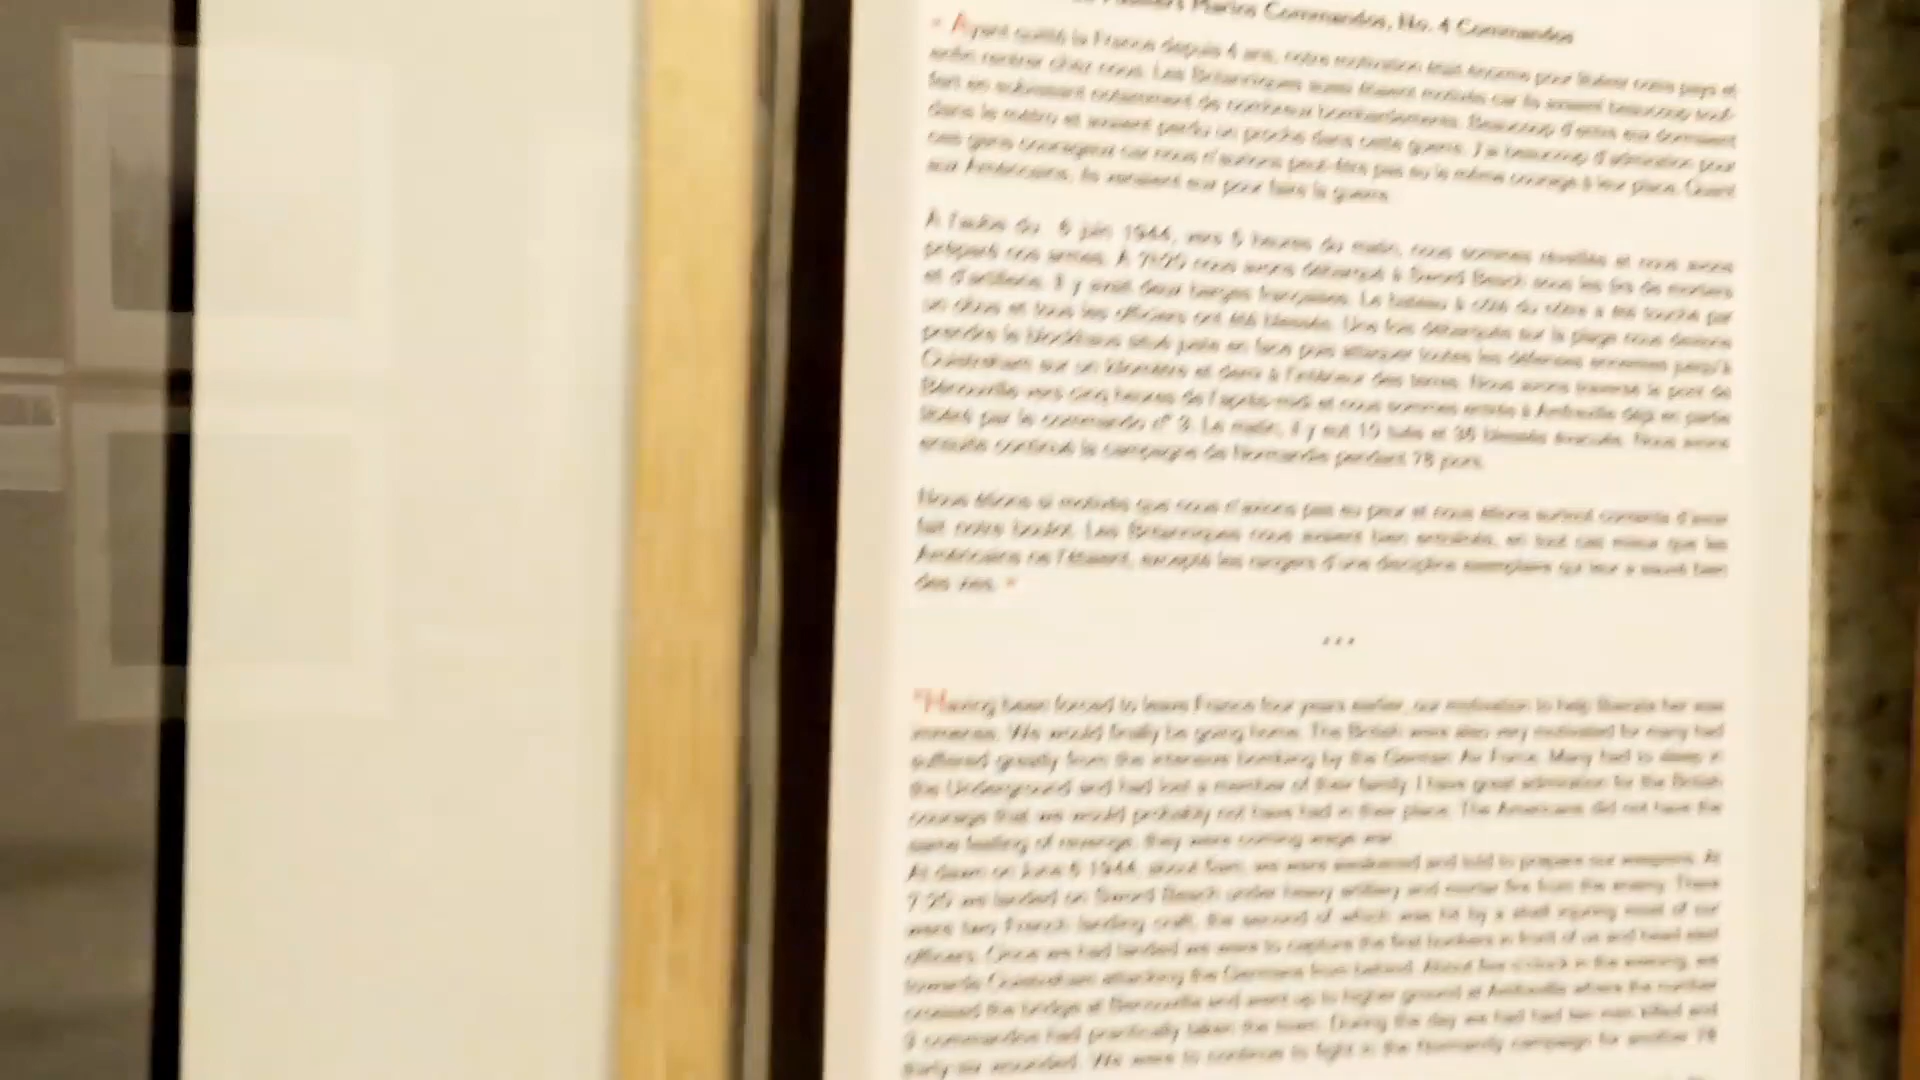 Fusiliers Marins Commandos, No. 4 Commandos
« Ayant quitté la France depuis 4 ans, notre motivation était énorme pour libérer notre pays et
enfin rentrer chez nous. Les Britanniques aussi étaient motivés car ils avaient beaucoup souf-
fert en subissant notamment de nombreux bombardements. Beaucoup d'entre eux dormaient
dans le métro et avaient perdu un proche dans cette guerre. J'ai beaucoup d'admiration pour
ces gens courageux car nous n'aurions peut-être pas eu le même courage à leur place. Quant
aux Américains, ils venaient eux pour faire la guerre.
A l'aube du 6 juin 1944, vers 5 heures du matin, nous sommes réveillés et nous avons
préparé nos armes. A 7h25 nous avons débarqué à Sword Beach sous les tirs de mortiers
et d'artillerie. Il y avait deux barges françaises. Le bateau à côté du nôtre a été touché par
un obus et tous les officiers ont été blessés. Une fois débarqués sur la plage nous devions
prendre le blockhaus situé juste en face puis attaquer toutes les défenses ennemies jusqu'à
Ouistreham sur un kilomètre et demi à l'intérieur des terres. Nous avons traversé le pont de
Bénouville vers cinq heures de l'après-midi et nous sommes arrivés à Amfreville déjà en partie
libéré par le commando n° 3. Le matin, il y eut 10 tués et 36 blessés évacués. Nous avons
ensuite continué la campagne de Normandie pendant 78 jours.
Nous étions si motivés que nous n'avions pas eu peur et nous étions surtout contents d'avoir
fait notre boulot. Les Britanniques nous avaient bien entraînés, en tout cas mieux que les
Américains ne l'étaient, excepté les rangers d'une discipline exemplaire qui leur a sauvé bien
des vies. »
...
"Having been forced to leave France four years earlier, our motivation to help liberate her was
immense. We would finally be going home. The British were also very motivated for many had
suffered greatly from the intensive bombing by the German Air Force. Many had to sleep in
the Underground and had lost a member of their family. I have great admiration for the British
courage that we would probably not have had in their place. The Americans did not have the
same feeling of revenge, they were coming to wage war.
At dawn on June 6 1944, about 5am, we were awakened and told to prepare our weapons. At
7.25 we landed on Sword Beach under heavy artillery and mortar fire from the enemy. There
were two French landing craft, the second of which was hit by a shell injuring most of our
officers. Once we had landed we were to capture the first bunkers in front of us and head east
towards Ouistreham attacking the Germans from behind. About five o'clock in the evening, we
crossed the bridge at Benouville and went up to higher ground at Amfreville where the number
3 commandos had practically taken the town. During the day we had had ten men killed and
thirty-six wounded. We were to continue to fight in the Normandy campaign for another 78